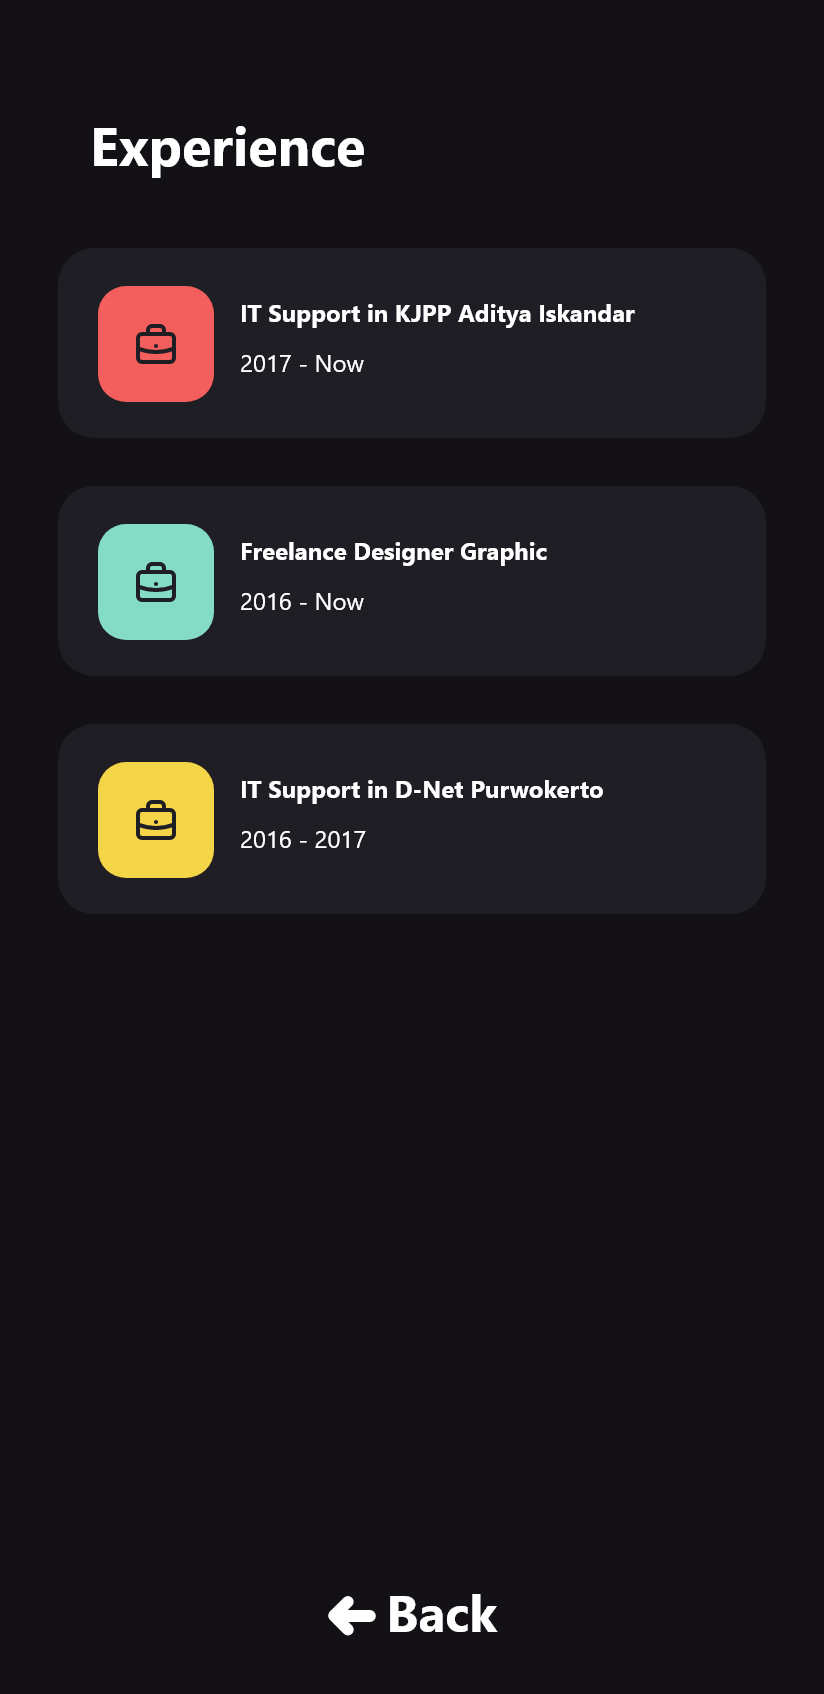 Experience
IT Support in KJPP Aditya Iskandar
2017 - Now
Freelance Designer Graphic
2016 - Now
IT Support in D-Net Purwokerto
2016 - 2017
Back